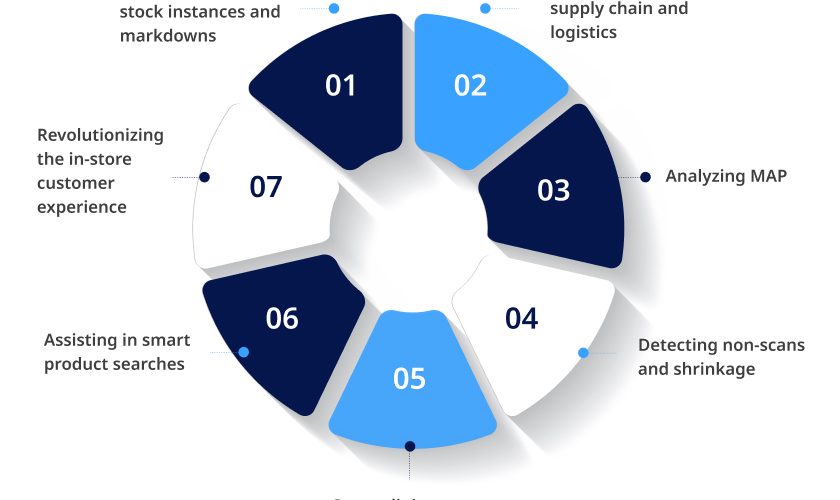 stock instances and
markdowns
supply chain and
logistics
01
02
Revolutionizing
the in-store
customer
experience
07
03
Analyzing MAP
06
04
Assisting in smart
product searches
Detecting non-scans
and shrinkage
05